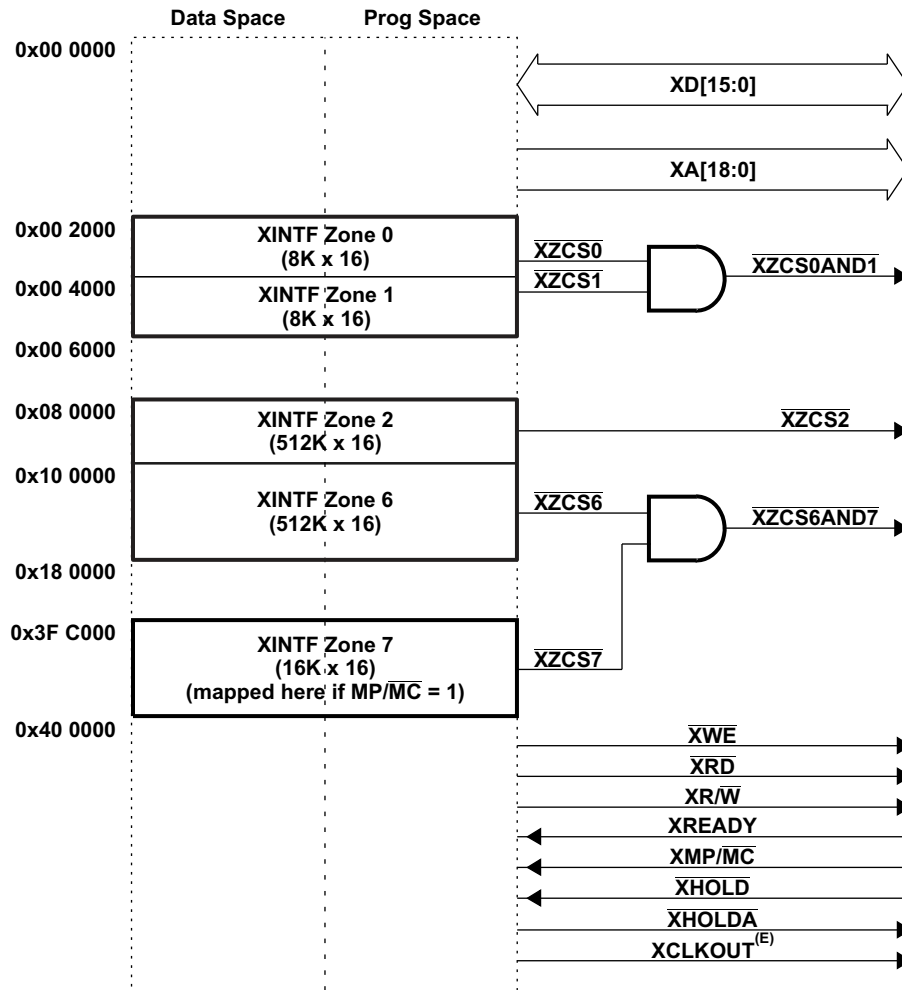 Data Space
Prog Space
0x00 0000
XD[15:0]
XA[18:0]
0x00 2000
XINTF Zone 0
(8K x 16)
XZCS0
XZCS1
XZCS0AND1
0x00 4000
XINTF Zone 1
(8K x 16)
0x00 6000
0x08 0000
XINTF Zone 2
(512K x 16)
XZCS2
0x10 0000
XINTF Zone 6
(512K x 16)
XZCS6
XZCS6AND7
0x18 0000
0x3F C000
XINTF Zone 7
(16K x 16)
(mapped here if MP/MC = 1)
XZCS7
0x40 0000
XWE
XRD
XR/W
XREADY
XMP/MC
XHOLD
XHOLDA
XCLKOUT(E)